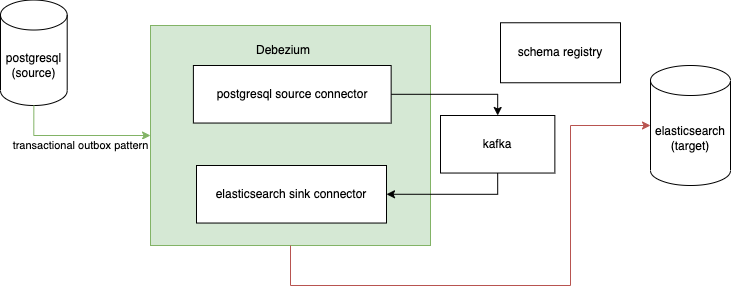 postgresql
(source)
transactional outbox pattern
Debezium
postgresql source connector
elasticsearch sink connector
schema registry
kafka
elasticsearch
(target)